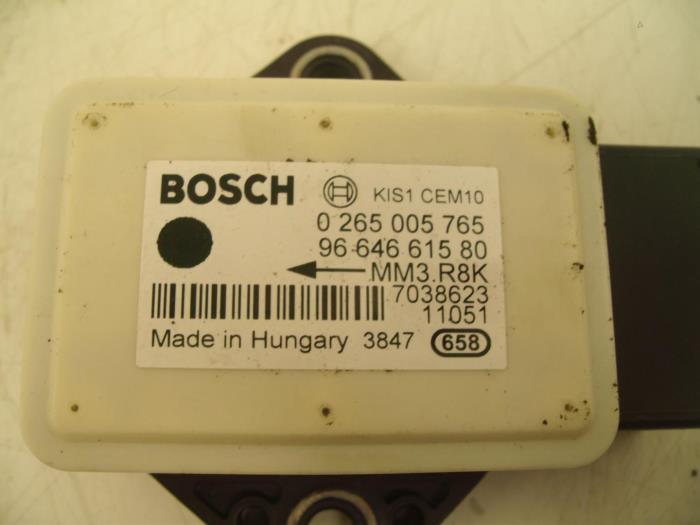 BOSCH KIS1 CEM10
0 265 005 765
96 646 615 80
MM3.R8K
7038623
11051
Made in Hungary 3847 658